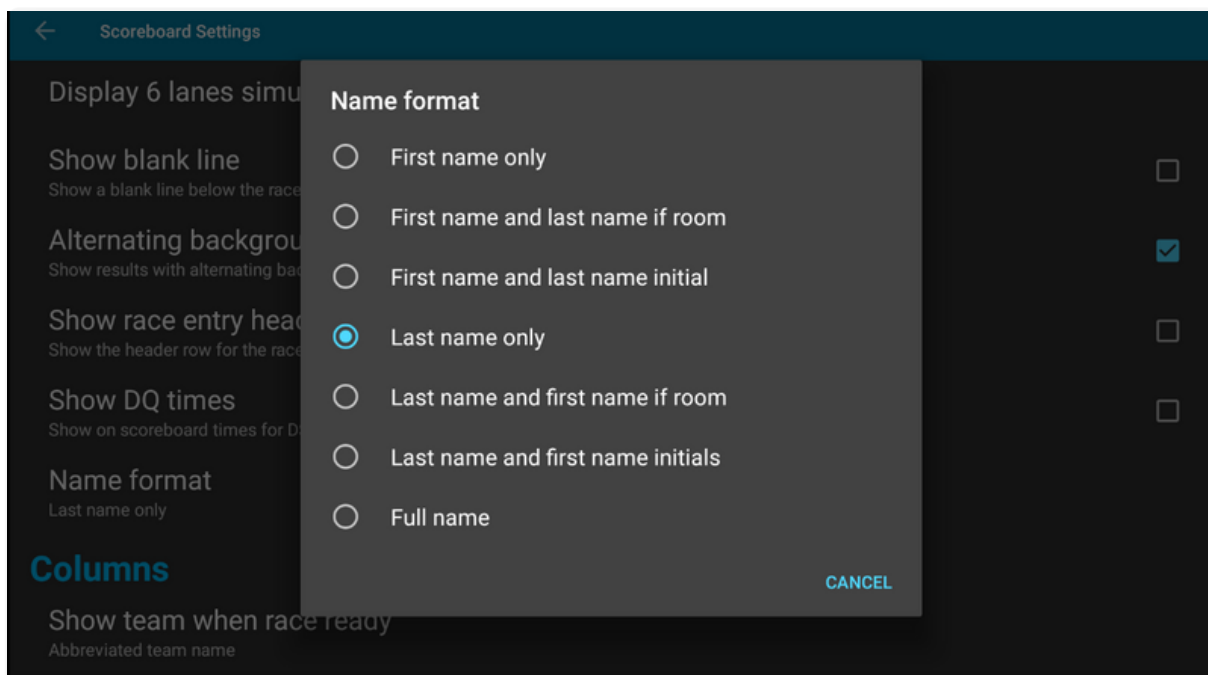 Scoreboard Settings
Display 6 lanes simu
Show blank line
Show a blank line below the race
Alternating backgrou
Show results with alternating bac
Show race entry head
Show the header row for the race
Show DQ times
Show on scoreboard times for D
Name format
Last name only
Columns
Show team when race ready
Abbreviated team name
Name format
First name only
First name and last name if room
First name and last name initial
Last name only
Last name and first name if room
Last name and first name initials
Full name
CANCEL